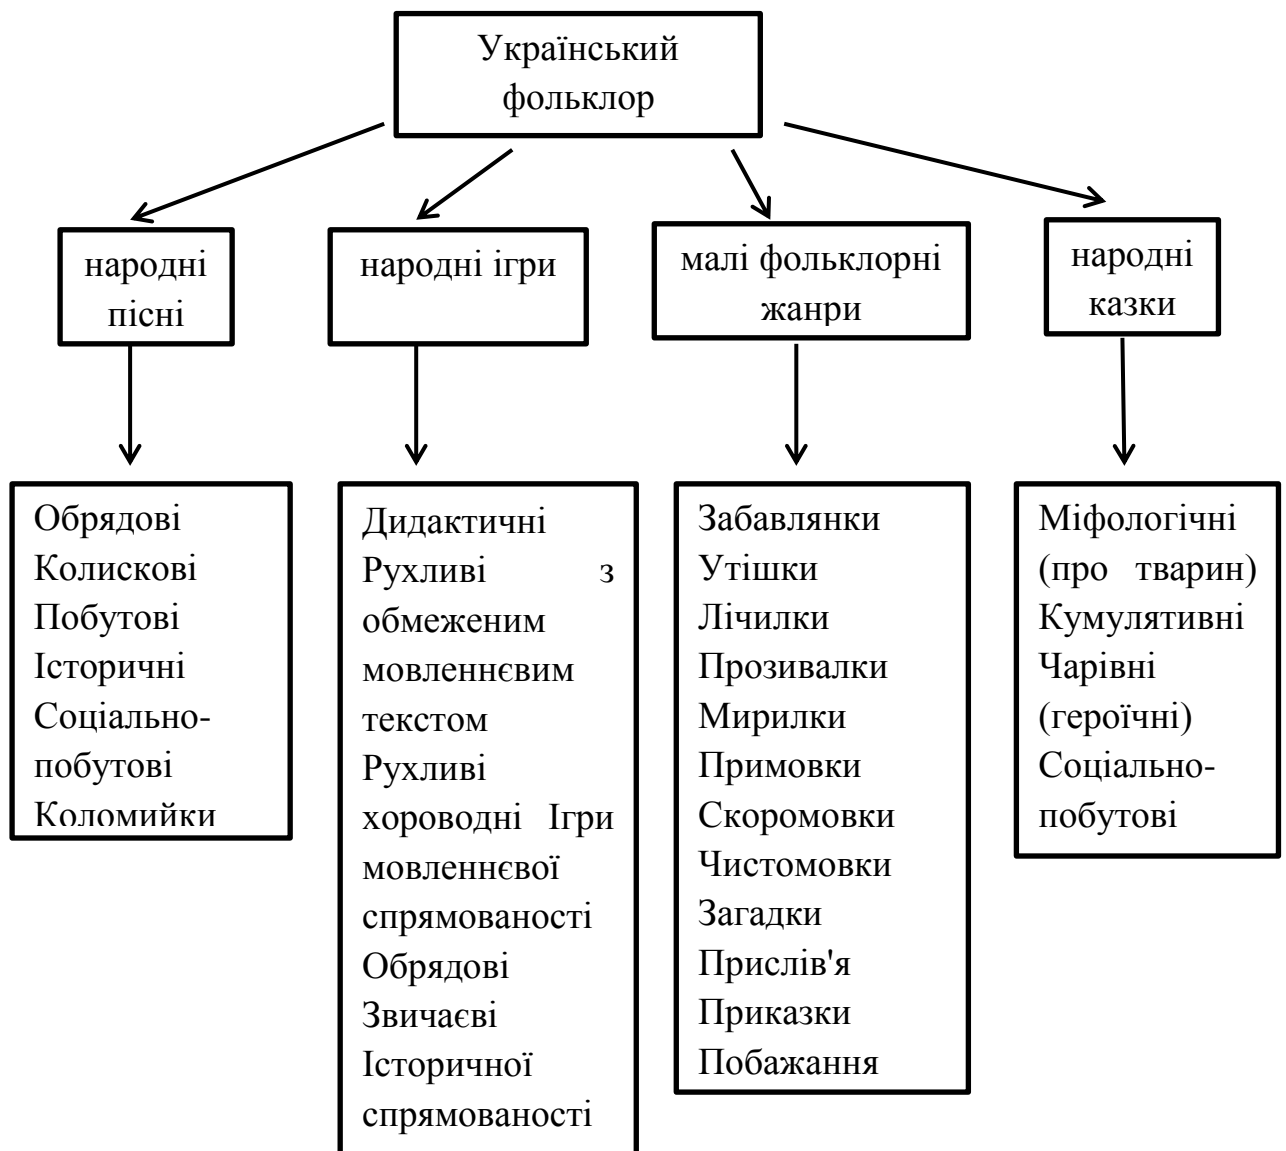 Український
фольклор
народні
пісні
народні ігри
малі фольклорні
жанри
народні
казки
Обрядові
Колискові
Побутові
Історичні
Соціально-
побутові
Коломийки
Дидактичні
Рухливі з
обмеженим
мовленнєвим
текстом
Рухливі
хороводні Ігри
мовленнєвої
спрямованості
Обрядові
Звичаєві
Історичної
спрямованості
Забавлянки
Утішки
Лічилки
Прозивалки
Мирилки
Примовки
Скоромовки
Чистомовки
Загадки
Прислів'я
Приказки
Побажання
Міфологічні
(про тварин)
Кумулятивні
Чарівні
(героїчні)
Соціально-
побутові